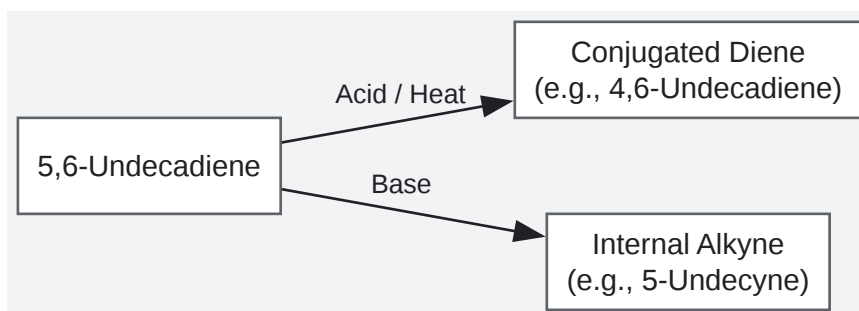 Conjugated Diene
(e.g., 4,6-Undecadiene)
Acid / Heat
5,6-Undecadiene
Base
Internal Alkyne
(e.g., 5-Undecyne)